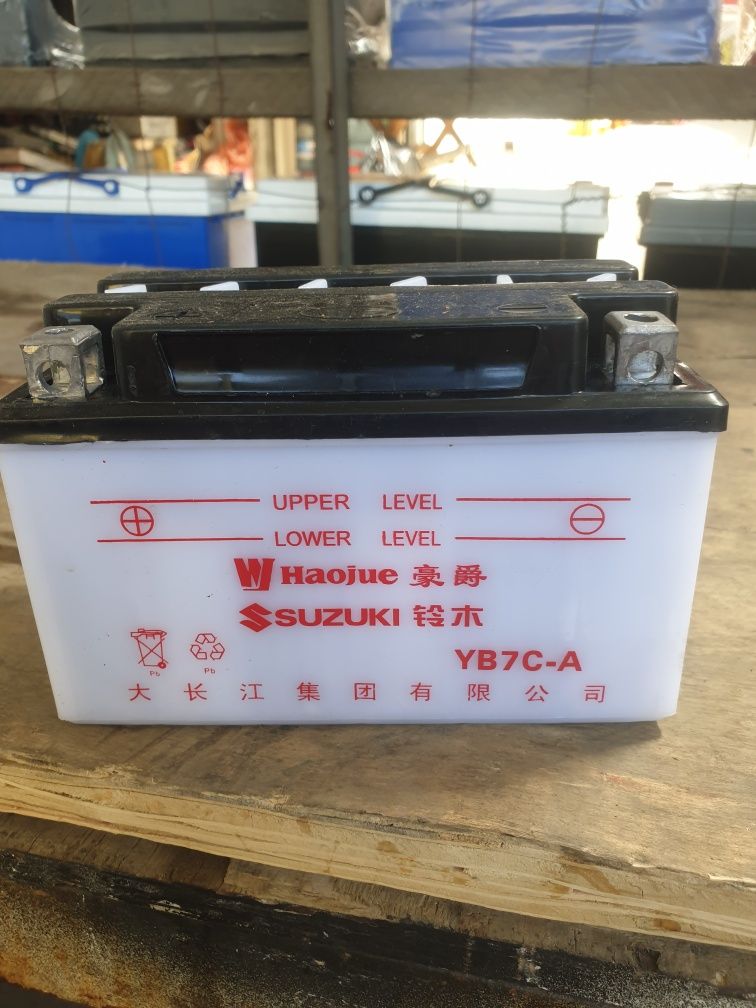 UPPER LEVEL
LOWER LEVEL
Haojue 豪爵
SUZUKI 铃木
YB7C-A
Pb Pb
大长江集团有限公司